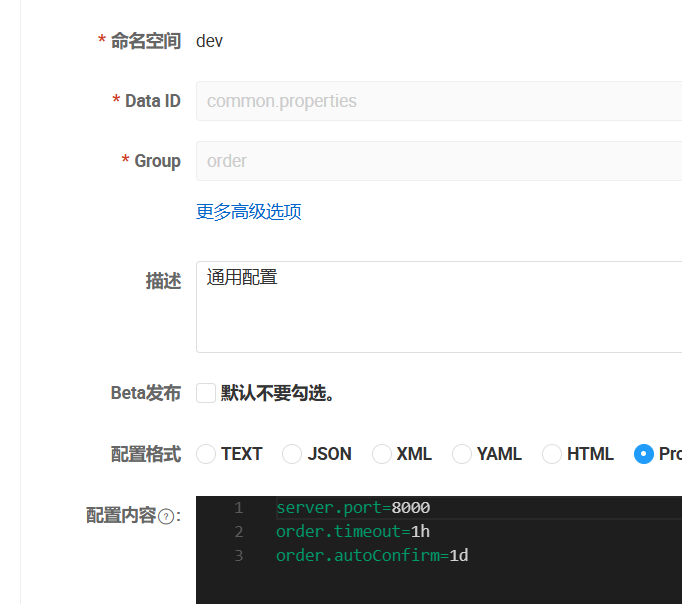 * 命名空间 dev
* Data ID common.properties
* Group order
更多高级选项
描述 通用配置
Beta发布 默认不要勾选。
配置格式 TEXT JSON XML YAML HTML Pro
配置内容?:
1 server.port=8000
2 order.timeout=1h
3 order.autoConfirm=1d